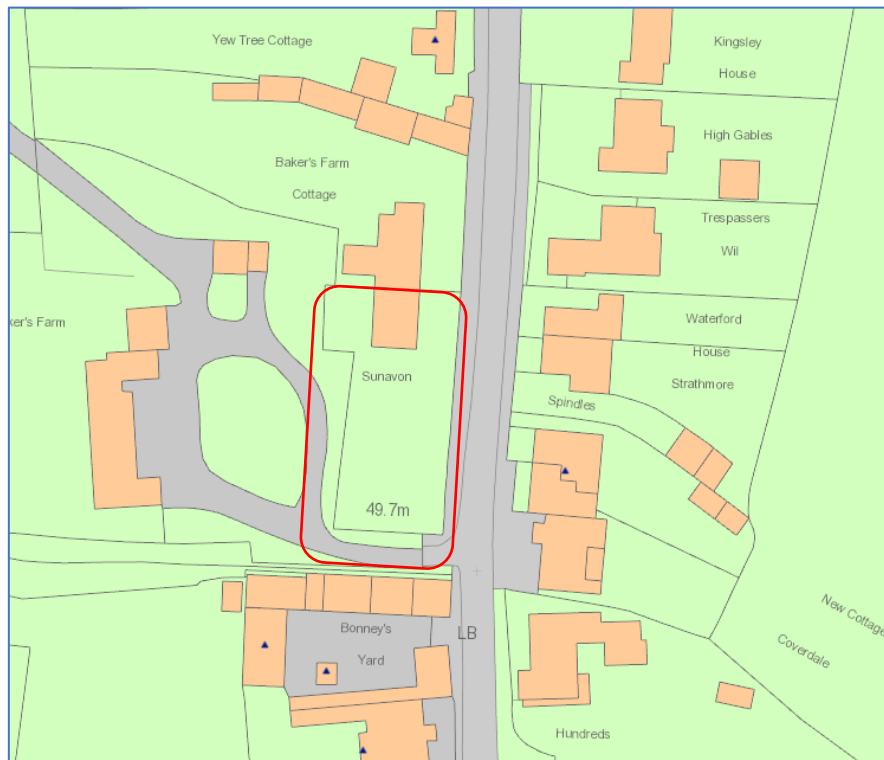 Yew Tree Cottage
Kingsley
House
High Gables
Baker's Farm
Cottage
Trespassers
Wil
ker's Farm
Waterford
House
Sunavon
Strathmore
Spindles
49.7m
New Cottage
Coverdale
Bonney's
Yard
LB
Hundreds